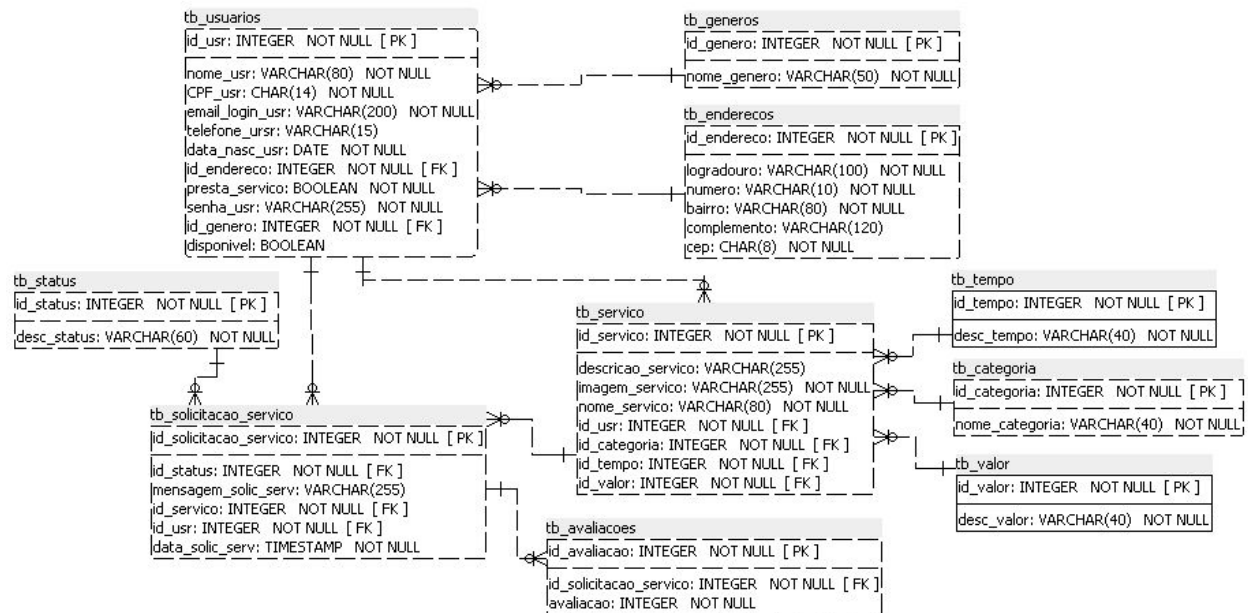 tb_usuarios
id_usr: INTEGER NOT NULL [ PK ]
nome_usr: VARCHAR(80) NOT NULL
CPF_usr: CHAR(14) NOT NULL
email_login_usr: VARCHAR(200) NOT NULL
telefone_ursr: VARCHAR(15)
data_nasc_usr: DATE NOT NULL
id_endereco: INTEGER NOT NULL [ FK ]
presta_servico: BOOLEAN NOT NULL
senha_usr: VARCHAR(255) NOT NULL
id_genero: INTEGER NOT NULL [ FK ]
disponivel: BOOLEAN
tb_generos
id_genero: INTEGER NOT NULL [ PK ]
nome_genero: VARCHAR(50) NOT NULL
tb_enderecos
id_endereco: INTEGER NOT NULL [ PK ]
logradouro: VARCHAR(100) NOT NULL
numero: VARCHAR(10) NOT NULL
bairro: VARCHAR(80) NOT NULL
complemento: VARCHAR(120)
cep: CHAR(8) NOT NULL
tb_status
id_status: INTEGER NOT NULL [ PK ]
desc_status: VARCHAR(60) NOT NULL
tb_servico
id_servico: INTEGER NOT NULL [ PK ]
descricao_servico: VARCHAR(255)
imagem_servico: VARCHAR(255) NOT NULL
nome_servico: VARCHAR(80) NOT NULL
id_usr: INTEGER NOT NULL [ FK ]
id_categoria: INTEGER NOT NULL [ FK ]
id_tempo: INTEGER NOT NULL [ FK ]
id_valor: INTEGER NOT NULL [ FK ]
tb_tempo
id_tempo: INTEGER NOT NULL [ PK ]
desc_tempo: VARCHAR(40) NOT NULL
tb_categoria
id_categoria: INTEGER NOT NULL [ PK ]
nome_categoria: VARCHAR(40) NOT NULL
tb_valor
id_valor: INTEGER NOT NULL [ PK ]
desc_valor: VARCHAR(40) NOT NULL
tb_solicitacao_servico
id_solicitacao_servico: INTEGER NOT NULL [ PK ]
id_status: INTEGER NOT NULL [ FK ]
mensagem_solic_serv: VARCHAR(255)
id_servico: INTEGER NOT NULL [ FK ]
id_usr: INTEGER NOT NULL [ FK ]
data_solic_serv: TIMESTAMP NOT NULL
tb_avaliacoes
id_avaliacao: INTEGER NOT NULL [ PK ]
id_solicitacao_servico: INTEGER NOT NULL [ FK ]
avaliacao: INTEGER NOT NULL